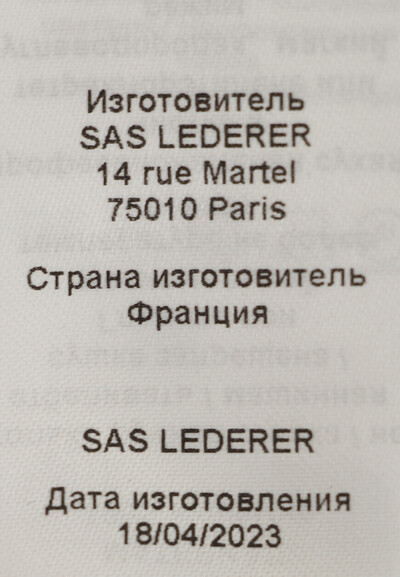 Изготовитель
SAS LEDERER
14 rue Martel
75010 Paris
Страна изготовитель
Франция
SAS LEDERER
Дата изготовления
18/04/2023